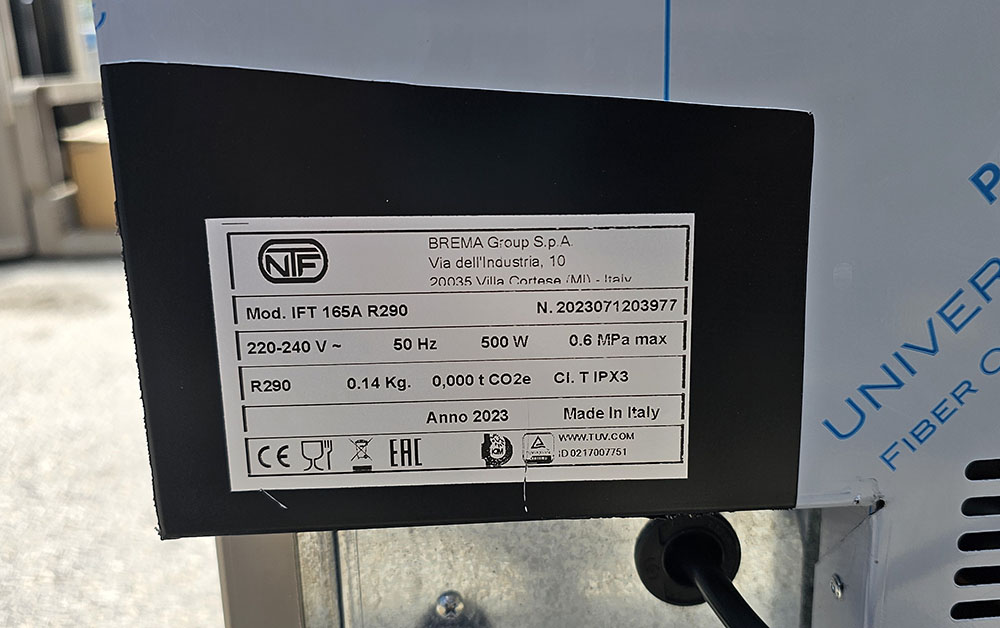 NTF
BREMA Group S.p.A.
Via dell'Industria, 10
20035 Villa Cortese (MI) - Italy
Mod. IFT 165A R290 N. 2023071203977
220-240 V ~ 50 Hz 500 W 0.6 MPa max
R290 0.14 Kg. 0,000 t CO2e Cl. T IPX3
Anno 2023 Made In Italy
CE EAC WWW.TUV.COM
ID 0217007751
P
UNIVER
FIBER